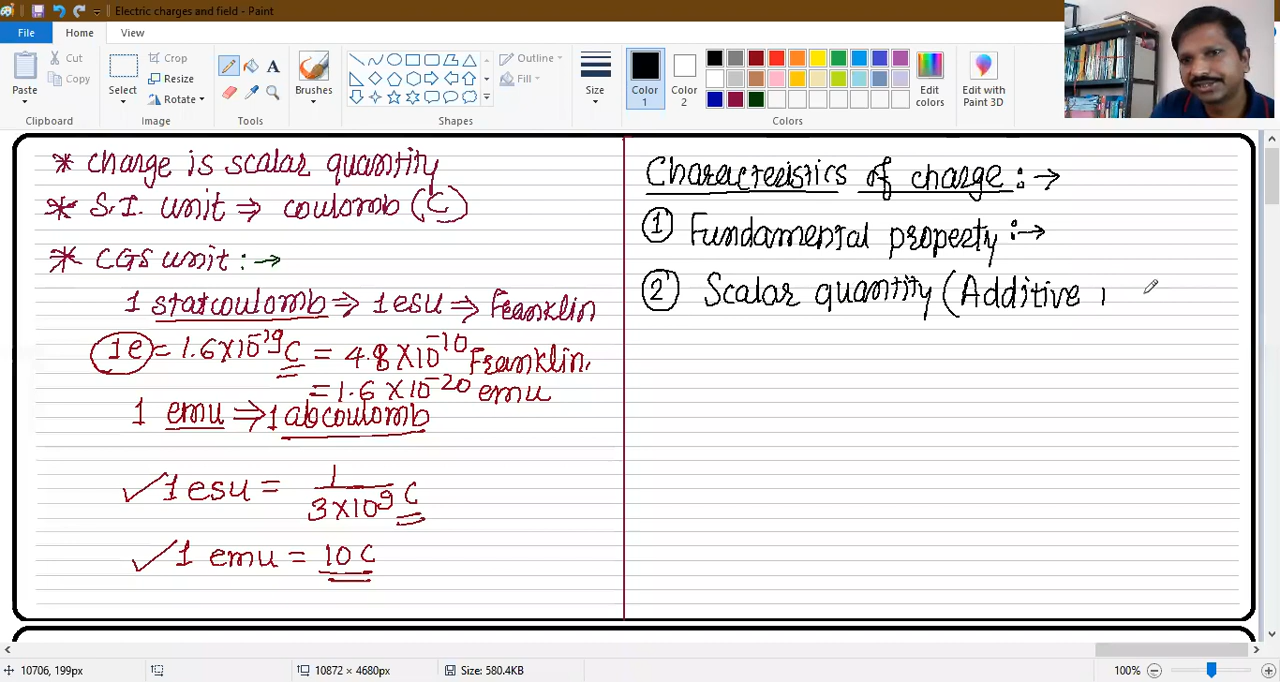 Electric charges and field - Paint
File
Home
View
Cut
Copy
Paste
Clipboard
Crop
Resize
Rotate
Select
Image
A
Tools
Brushes
Outline
Fill
Shapes
Size
Color 1
Color 2
Edit colors
Edit with Paint 3D
Colors
* charge is scalar quantity
* S.I. unit ⇒ coulomb (C)
* CGS unit :→
1 statcoulomb ⇒ 1esu ⇒ Franklin
1e = 1.6×10⁻¹⁹ C = 4.8×10⁻¹⁰ Franklin.
= 1.6 ×10⁻²⁰ emu
1 emu ⇒ 1 abcoulomb
✓ 1 esu = 1/3×10⁹ C
✓ 1 emu = 10 C
Characteristics of charge :→
① Fundamental property :→
② Scalar quantity (Additive
10706, 199px
10872 × 4680px
Size: 580.4KB
100%